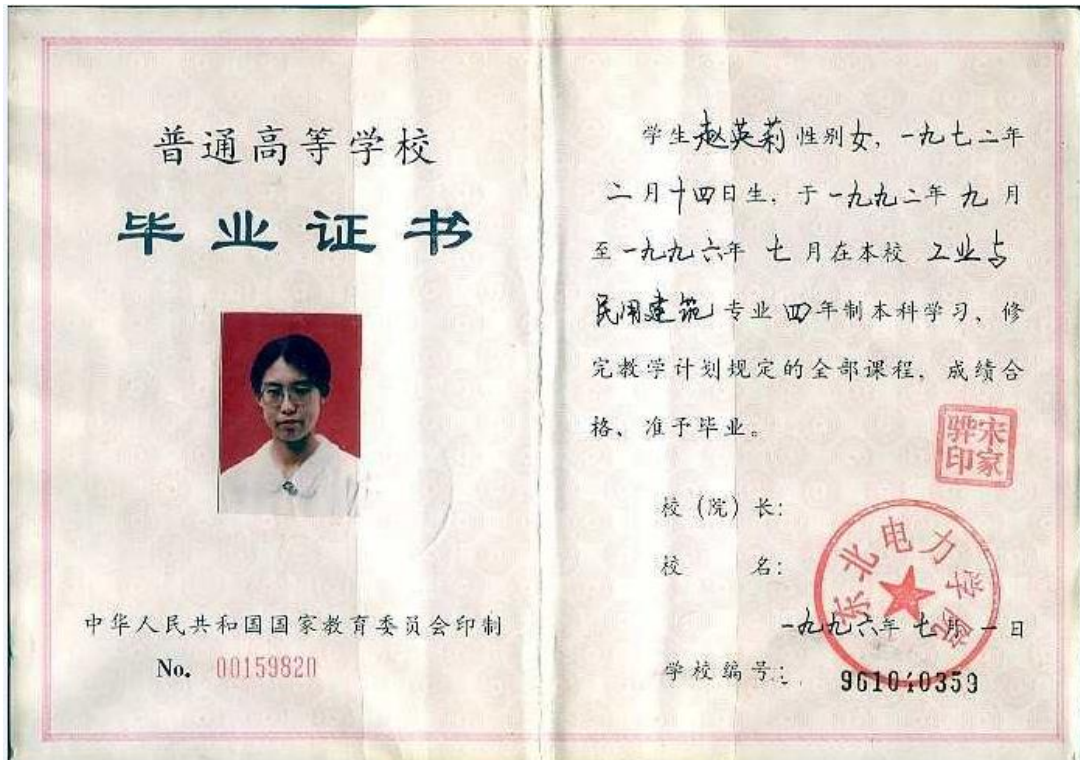 普通高等学校
毕业证书
中华人民共和国国家教育委员会印制
No. 00159820
学生赵英莉性别女，一九七二年
二月十四日生，于一九九二年九月
至一九九六年七月在本校工业与
民用建筑专业四年制本科学习、修
完教学计划规定的全部课程，成绩合
格、准予毕业。
宋家骅印
校（院）长：
校名：
东北电力学院
一九九六年七月一日
学校编号： 961040359